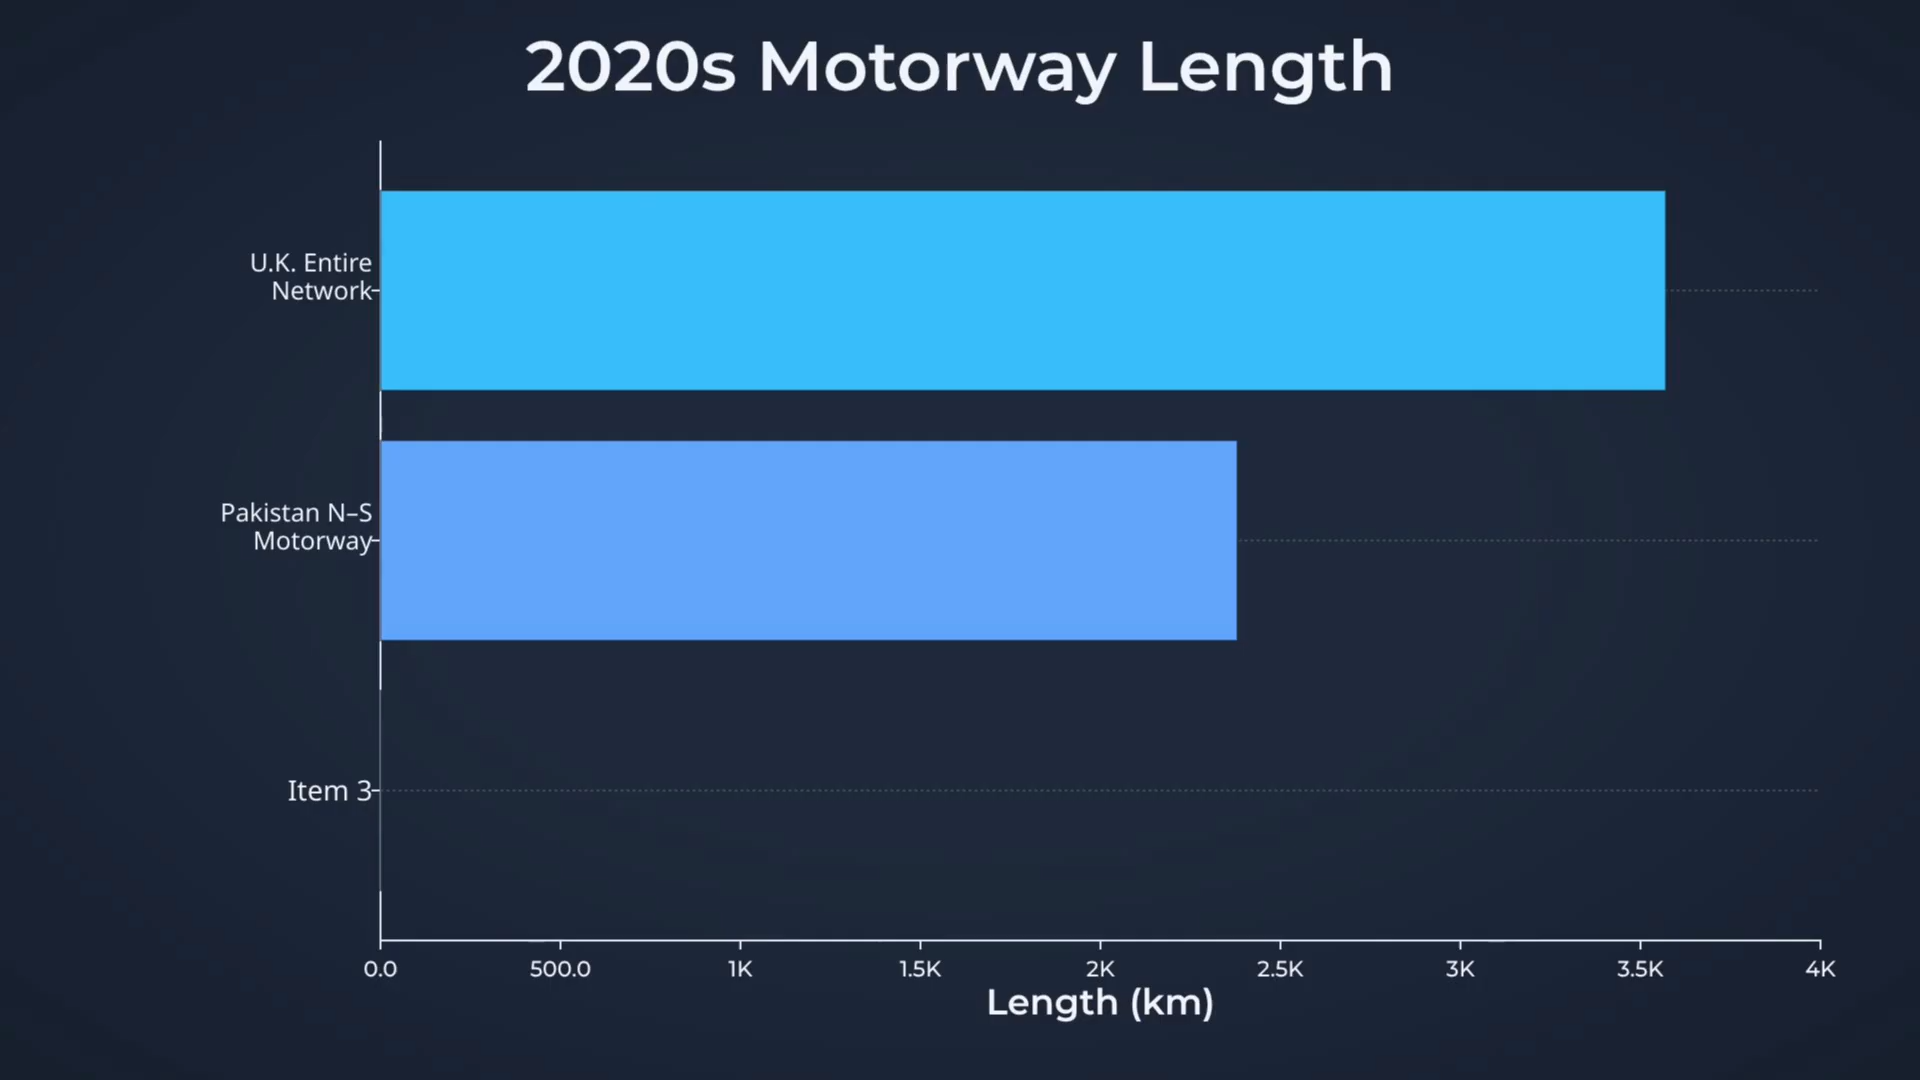 2020s Motorway Length
U.K. Entire
Network
Pakistan N–S
Motorway
Item 3
0.0
500.0
1K
1.5K
2K
2.5K
3K
3.5K
4K
Length (km)